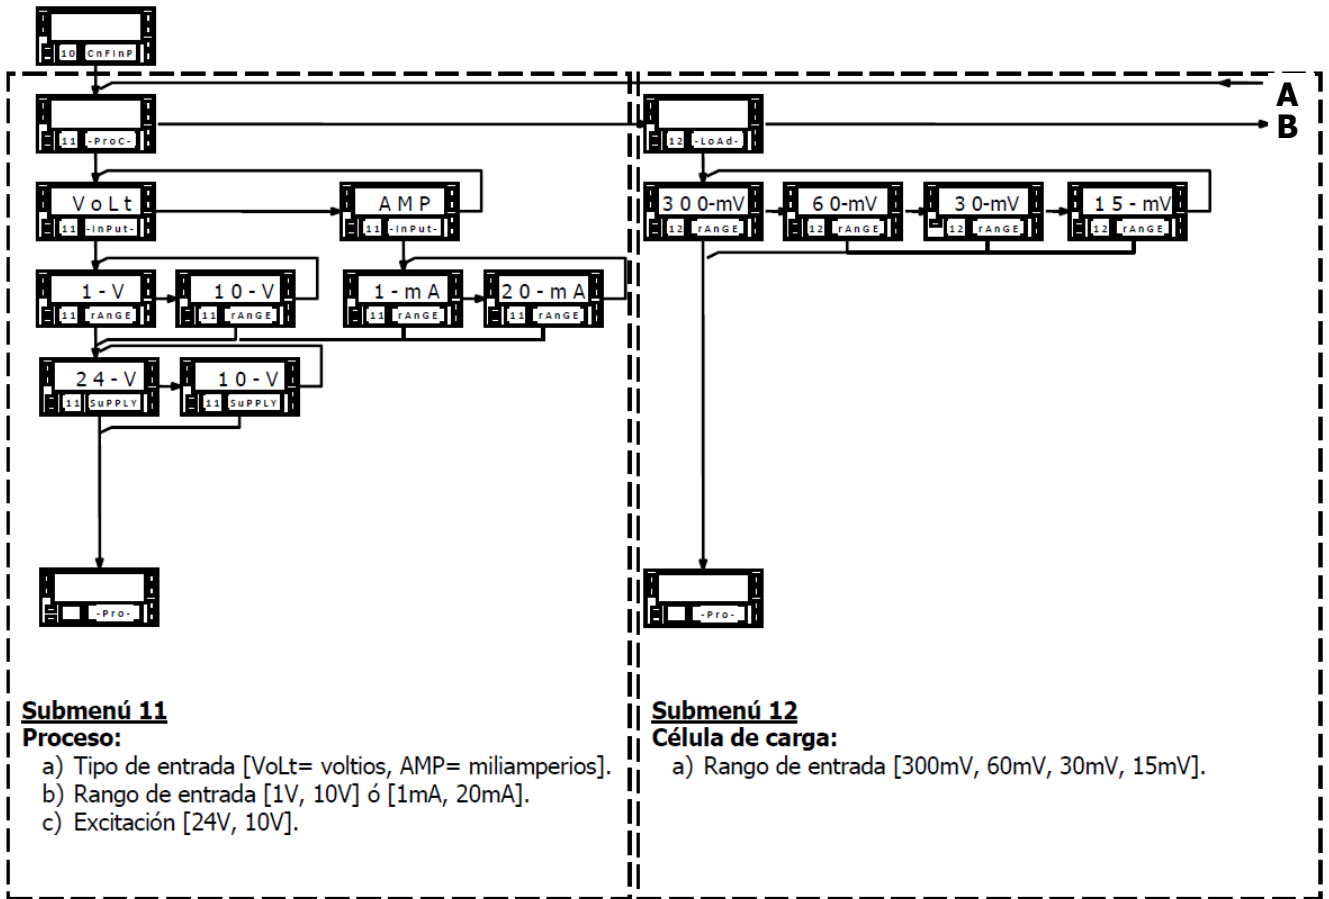 10 CnFInP
A
B
11 -ProC-
12 -LoAd-
VoLt
11 -InPut-
AMP
11 -InPut-
300-mV
12 rAnGE
60-mV
12 rAnGE
30-mV
12 rAnGE
15-mV
12 rAnGE
1-V
11 rAnGE
10-V
11 rAnGE
1-mA
11 rAnGE
20-mA
11 rAnGE
24-V
11 SuPPLY
10-V
11 SuPPLY
-Pro-
-Pro-
Submenú 11
Proceso:
a) Tipo de entrada [VoLt= voltios, AMP= miliamperios].
b) Rango de entrada [1V, 10V] ó [1mA, 20mA].
c) Excitación [24V, 10V].
Submenú 12
Célula de carga:
a) Rango de entrada [300mV, 60mV, 30mV, 15mV].